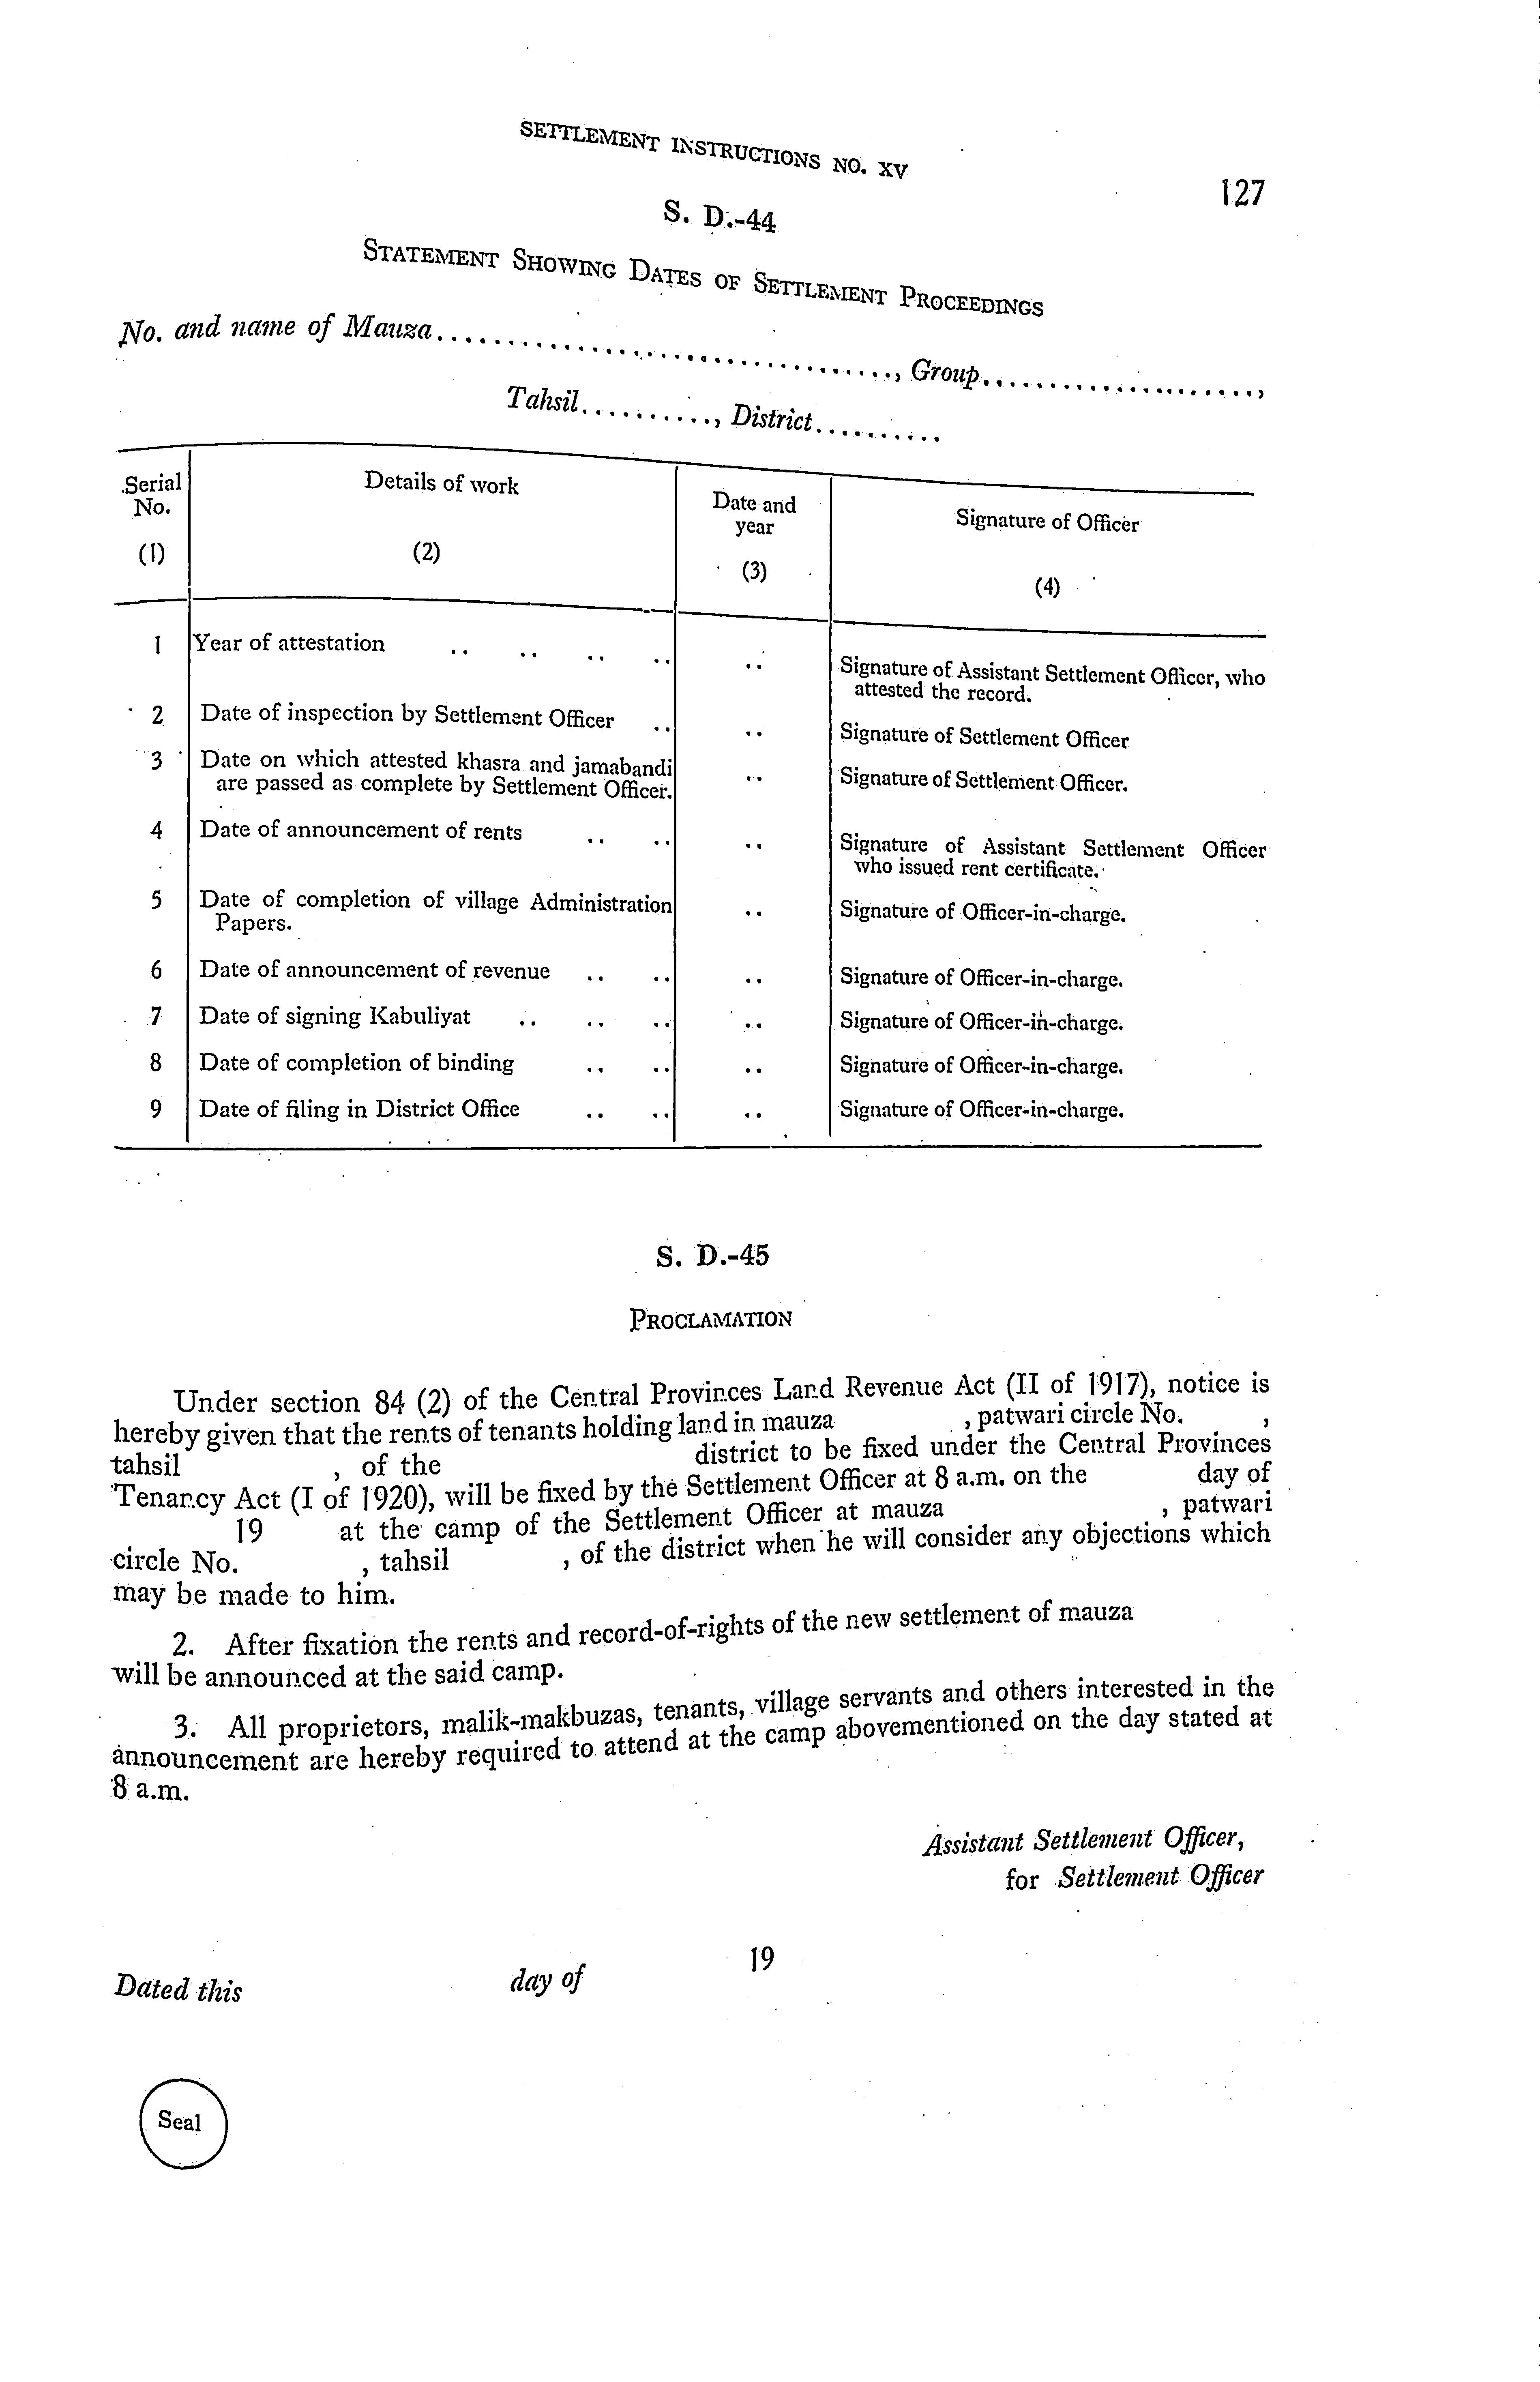 SETTLEMENT INSTRUCTIONS NO. XV
127
S. D.-44
STATEMENT SHOWING DATES OF SETTLEMENT PROCEEDINGS
No. and name of Mauza................................, Group.....................,
Tahsil.........., District..........
Serial No. Details of work Date and year Signature of Officer
(1) (2) (3) (4)
1 Year of attestation .. .. .. .. .. Signature of Assistant Settlement Officer, who
attested the record.
2 Date of inspection by Settlement Officer .. .. Signature of Settlement Officer
3 Date on which attested khasra and jamabandi .. Signature of Settlement Officer.
are passed as complete by Settlement Officer.
4 Date of announcement of rents .. .. .. Signature of Assistant Settlement Officer
who issued rent certificate.
5 Date of completion of village Administration .. Signature of Officer-in-charge.
Papers.
6 Date of announcement of revenue .. .. .. Signature of Officer-in-charge.
7 Date of signing Kabuliyat .. .. .. .. Signature of Officer-in-charge.
8 Date of completion of binding .. .. .. Signature of Officer-in-charge.
9 Date of filing in District Office .. .. .. Signature of Officer-in-charge.
S. D.-45
PROCLAMATION
Under section 84 (2) of the Central Provinces Land Revenue Act (II of 1917), notice is
hereby given that the rents of tenants holding land in mauza , patwari circle No. ,
tahsil , of the district to be fixed under the Central Provinces
Tenancy Act (I of 1920), will be fixed by the Settlement Officer at 8 a.m. on the day of
19 at the camp of the Settlement Officer at mauza , patwari
circle No. , tahsil , of the district when he will consider any objections which
may be made to him.
2. After fixation the rents and record-of-rights of the new settlement of mauza
will be announced at the said camp.
3. All proprietors, malik-makbuzas, tenants, village servants and others interested in the
announcement are hereby required to attend at the camp abovementioned on the day stated at
8 a.m.
Assistant Settlement Officer,
for Settlement Officer
Dated this day of 19
Seal